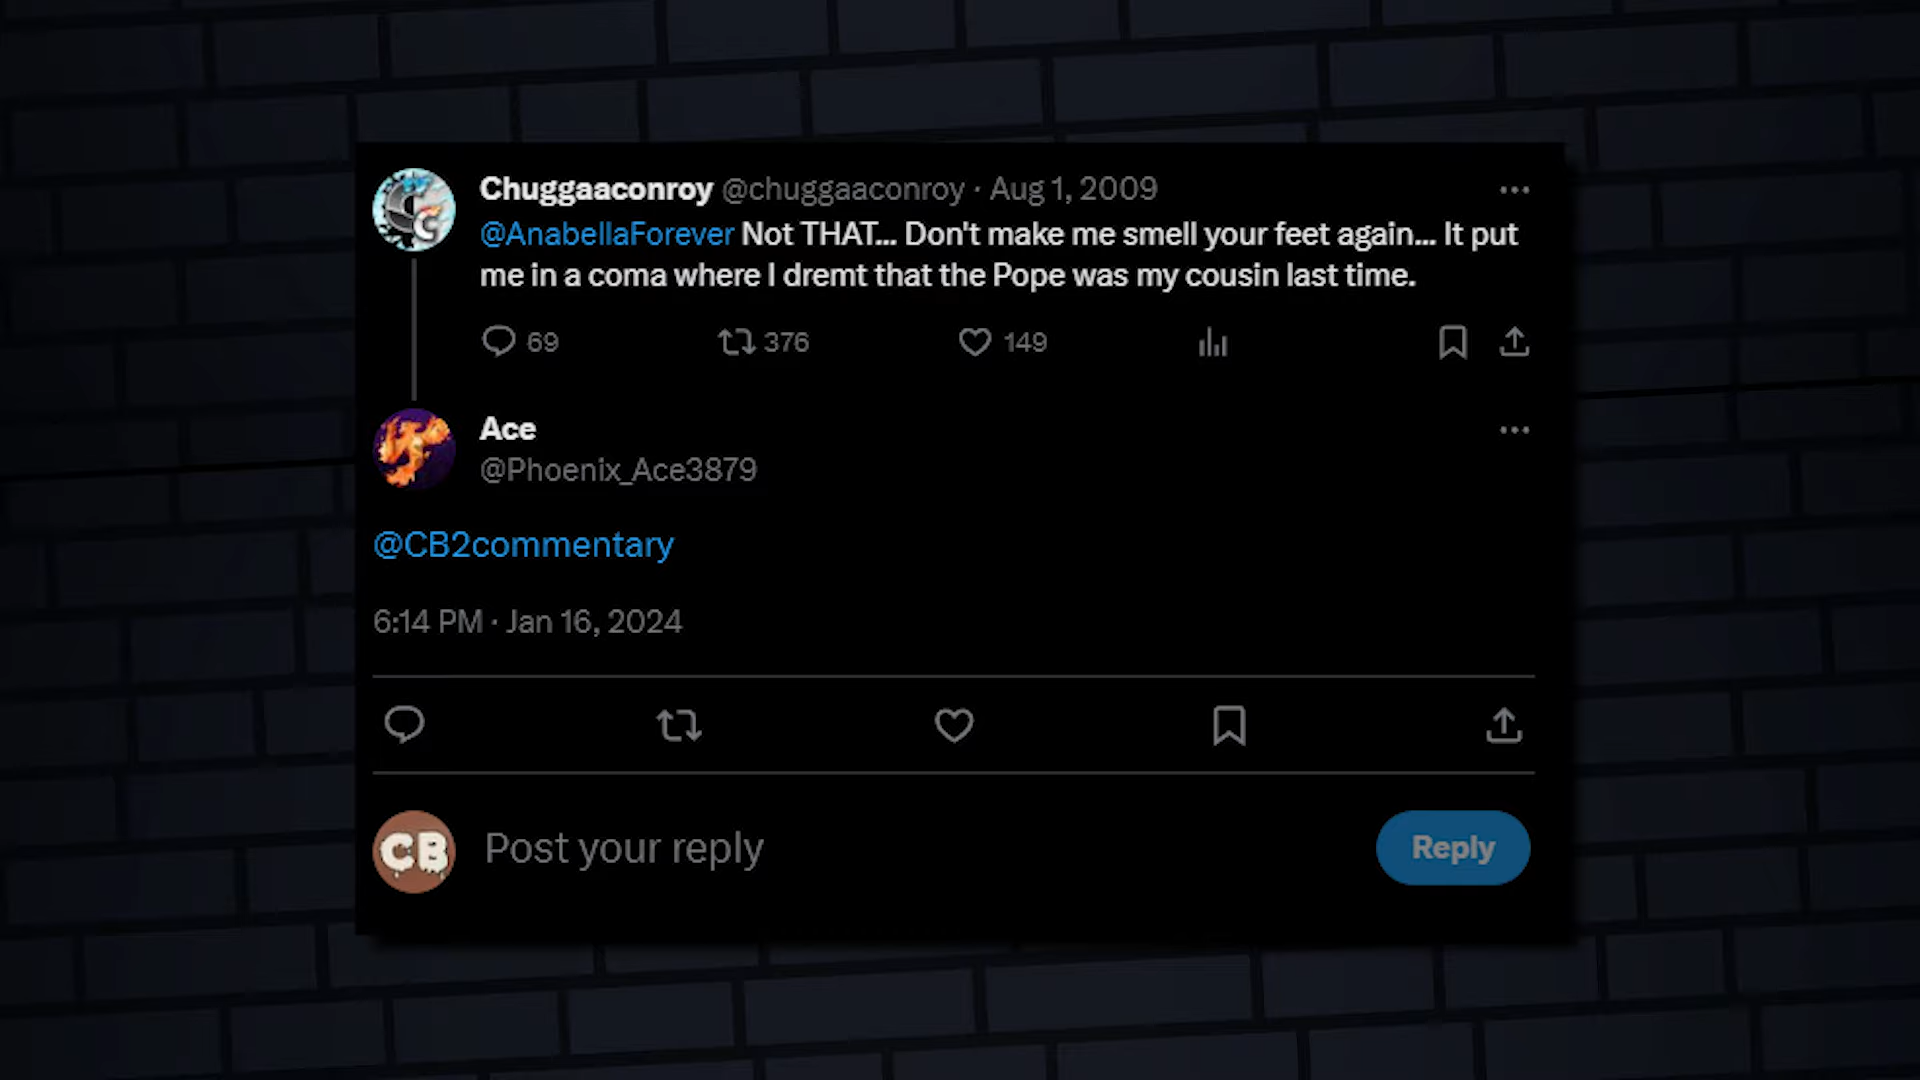 Chuggaaconroy @chuggaaconroy · Aug 1, 2009
@AnabellaForever Not THAT... Don't make me smell your feet again... It put
me in a coma where I dremt that the Pope was my cousin last time.
69 376 149
Ace
@Phoenix_Ace3879
@CB2commentary
6:14 PM · Jan 16, 2024
CB Post your reply Reply